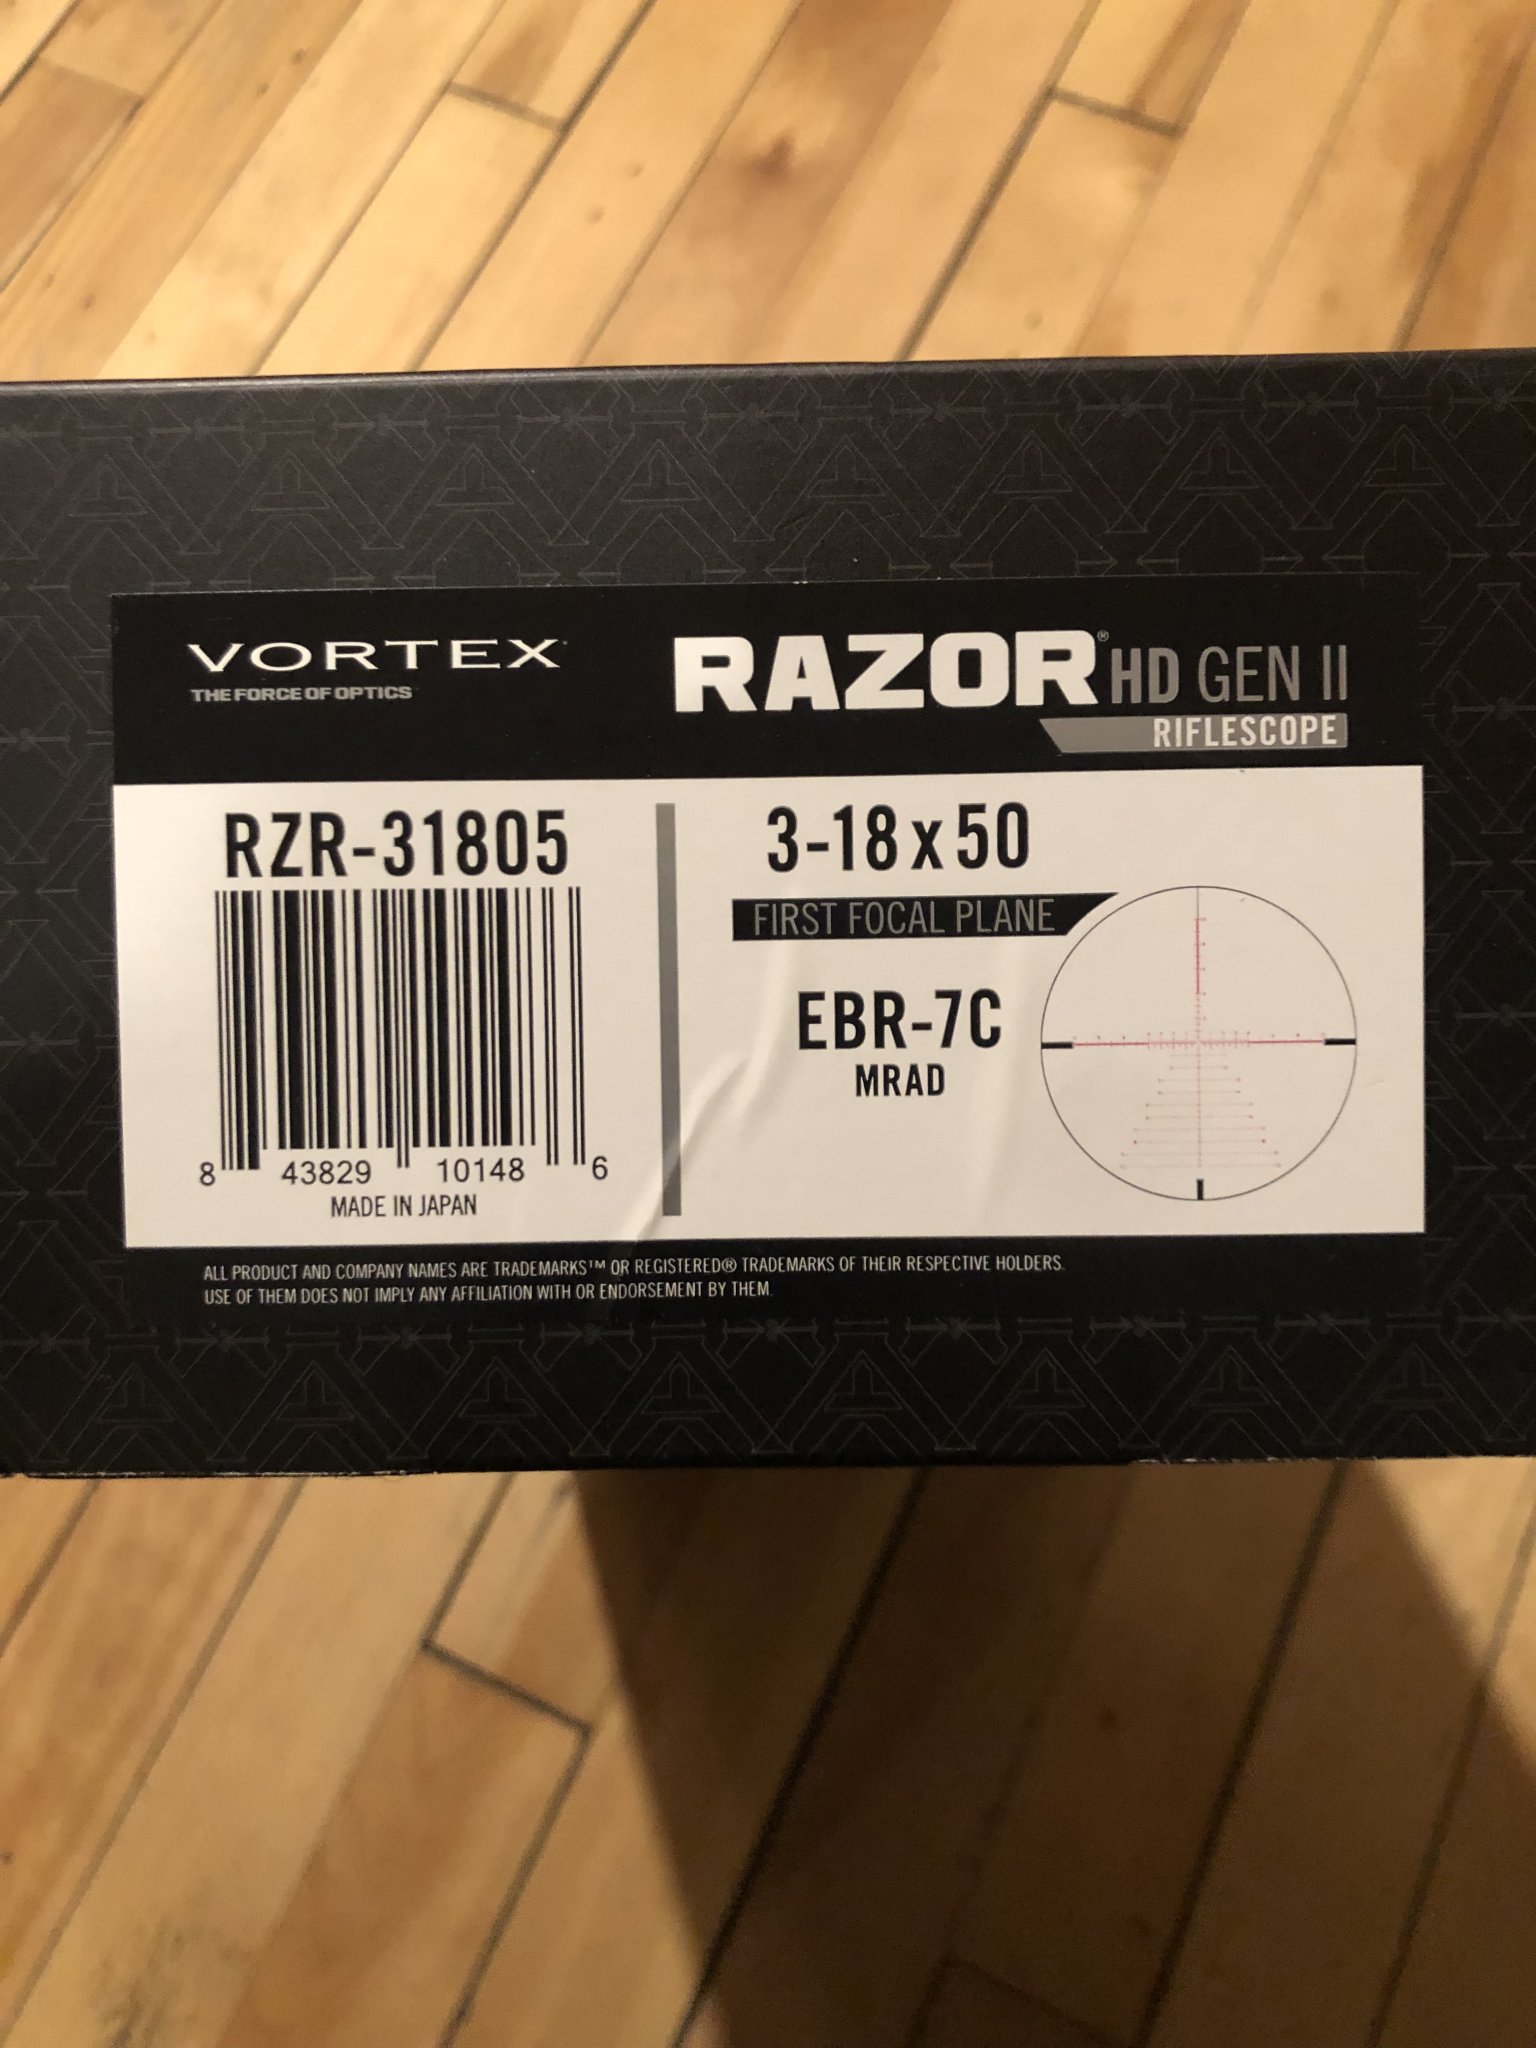 VORTEX
THE FORCE OF OPTICS
RAZOR® HD GEN II
RIFLESCOPE
RZR-31805
8 43829 10148 6
MADE IN JAPAN
3-18 x 50
FIRST FOCAL PLANE
EBR-7C
MRAD
ALL PRODUCT AND COMPANY NAMES ARE TRADEMARKS™ OR REGISTERED® TRADEMARKS OF THEIR RESPECTIVE HOLDERS.
USE OF THEM DOES NOT IMPLY ANY AFFILIATION WITH OR ENDORSEMENT BY THEM.